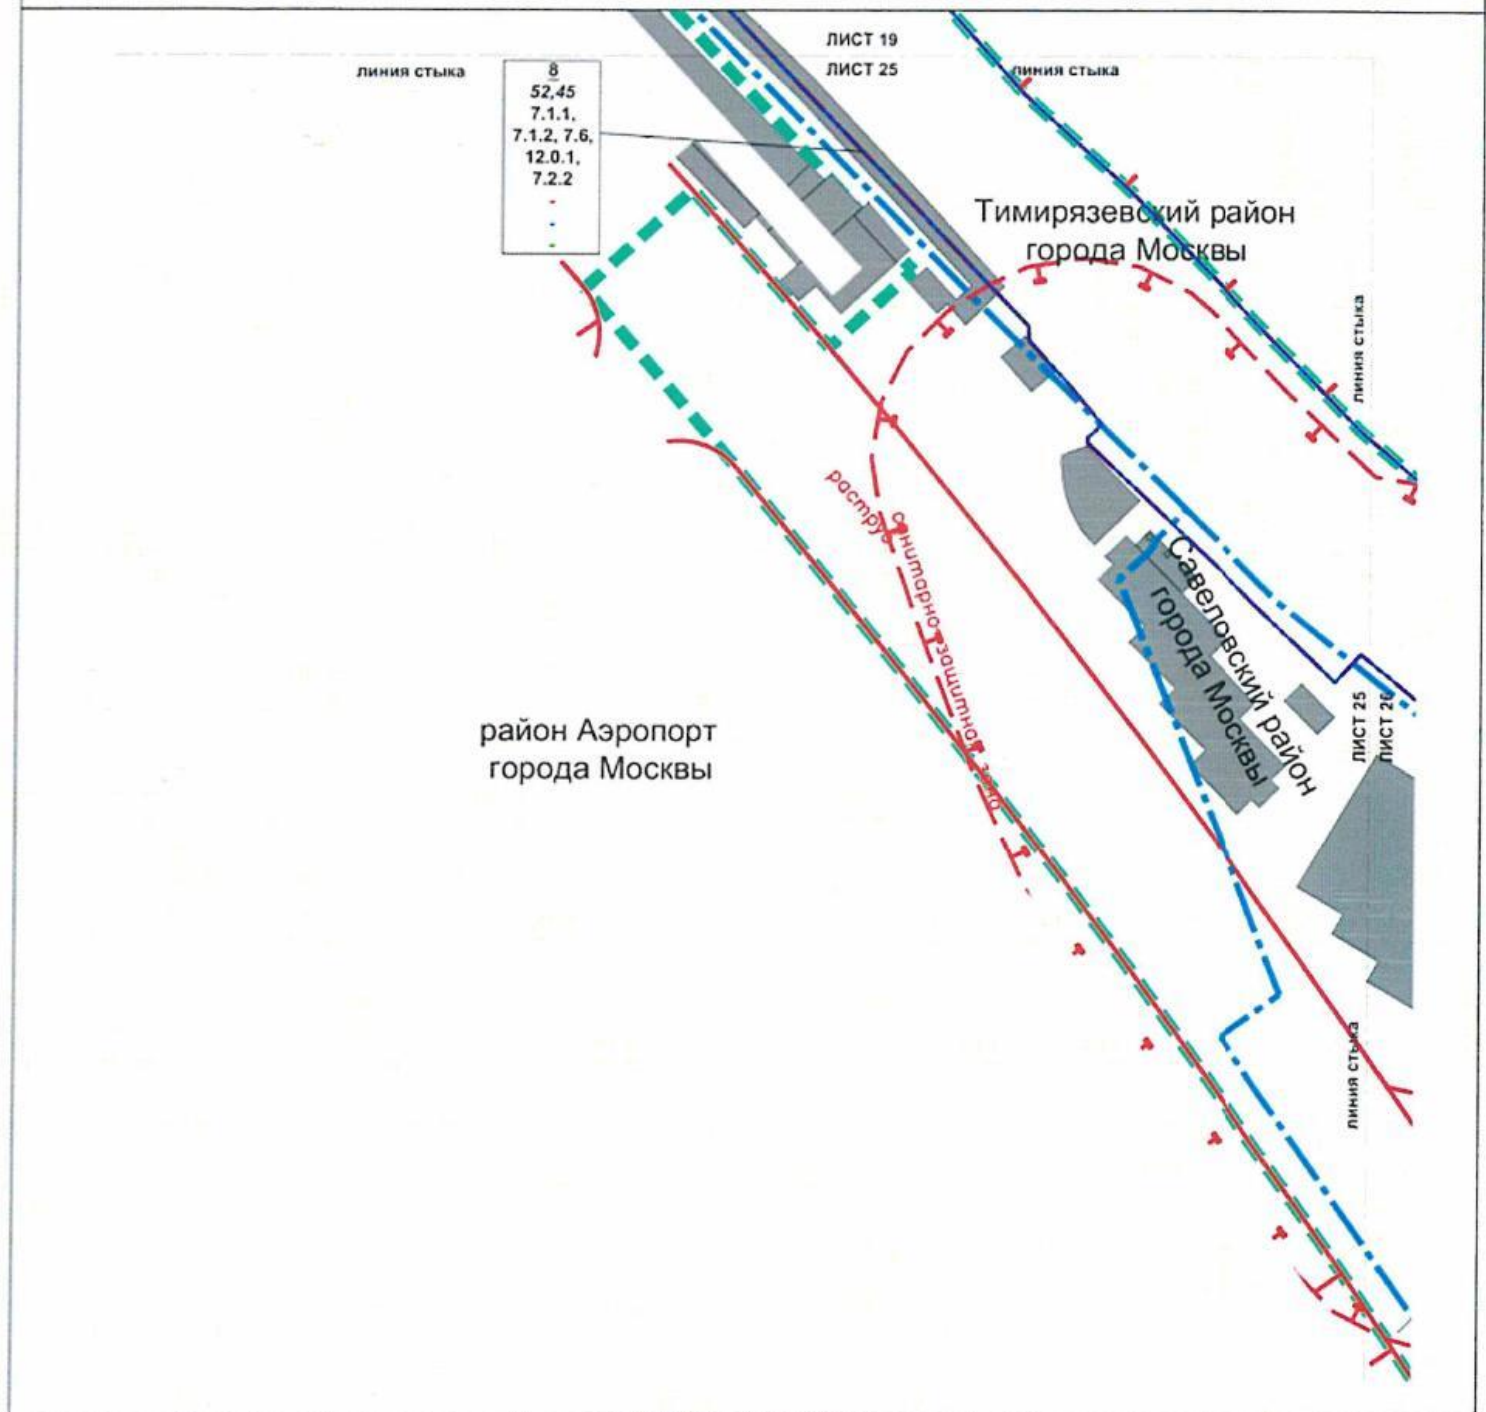 ЛИСТ 19
линия стыка
ЛИСТ 25
линия стыка
8
52,45
7.1.1,
7.1.2, 7.6,
12.0.1,
7.2.2
Тимирязевский район
города Москвы
линия стыка
раструб
санитарно-защитная зона
Савеловский район
города Москвы
район Аэропорт
города Москвы
ЛИСТ 25
ЛИСТ 26
линия стыка